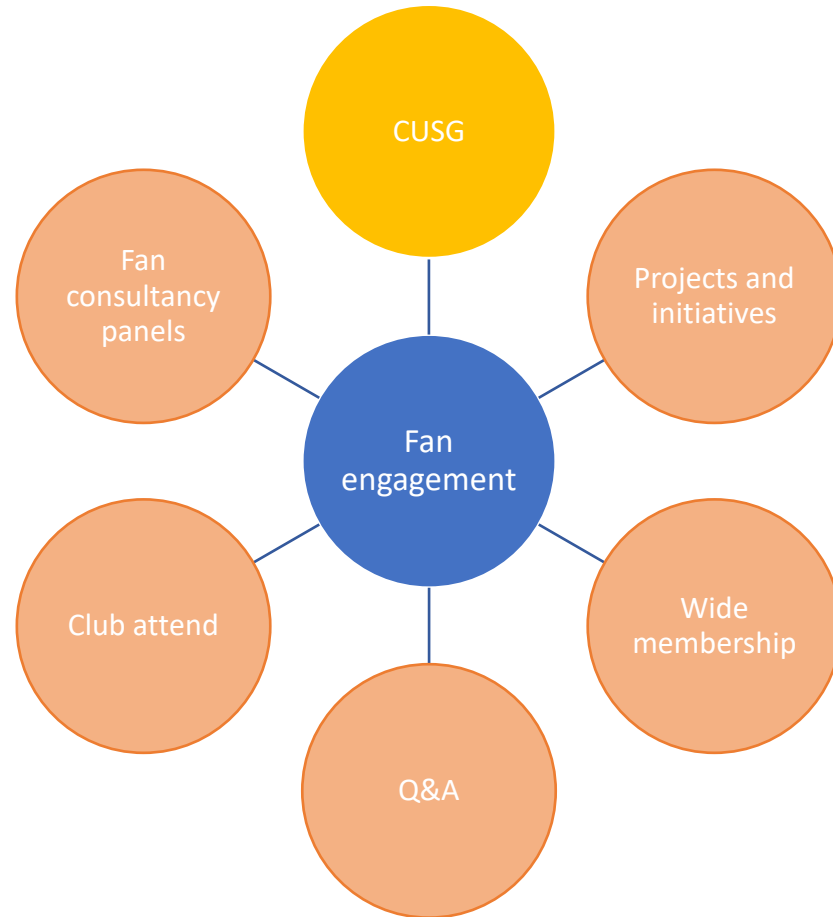 CUSG
Fan
consultancy
panels
Projects and
initiatives
Fan
engagement
Club attend
Wide
membership
Q&A